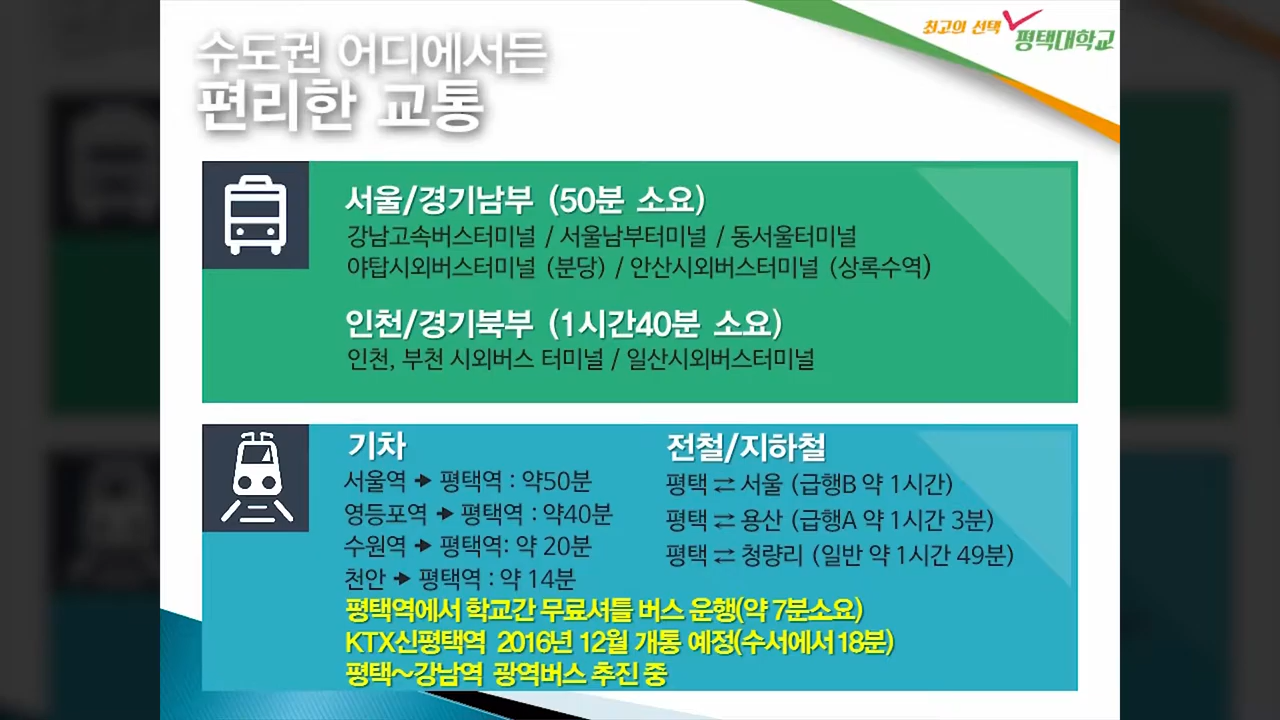 최고의 선택
평택대학교
수도권 어디에서든
편리한 교통
서울/경기남부 (50분 소요)
강남고속버스터미널 / 서울남부터미널 / 동서울터미널
야탑시외버스터미널 (분당) / 안산시외버스터미널 (상록수역)
인천/경기북부 (1시간40분 소요)
인천, 부천 시외버스 터미널 / 일산시외버스터미널
기차
서울역 → 평택역 : 약50분
영등포역 → 평택역 : 약40분
수원역 → 평택역: 약 20분
천안 → 평택역 : 약 14분
전철/지하철
평택 ⇄ 서울 (급행B 약 1시간)
평택 ⇄ 용산 (급행A 약 1시간 3분)
평택 ⇄ 청량리 (일반 약 1시간 49분)
평택역에서 학교간 무료셔틀 버스 운행(약 7분소요)
KTX신평택역 2016년 12월 개통 예정(수서에서 18분)
평택~강남역 광역버스 추진 중